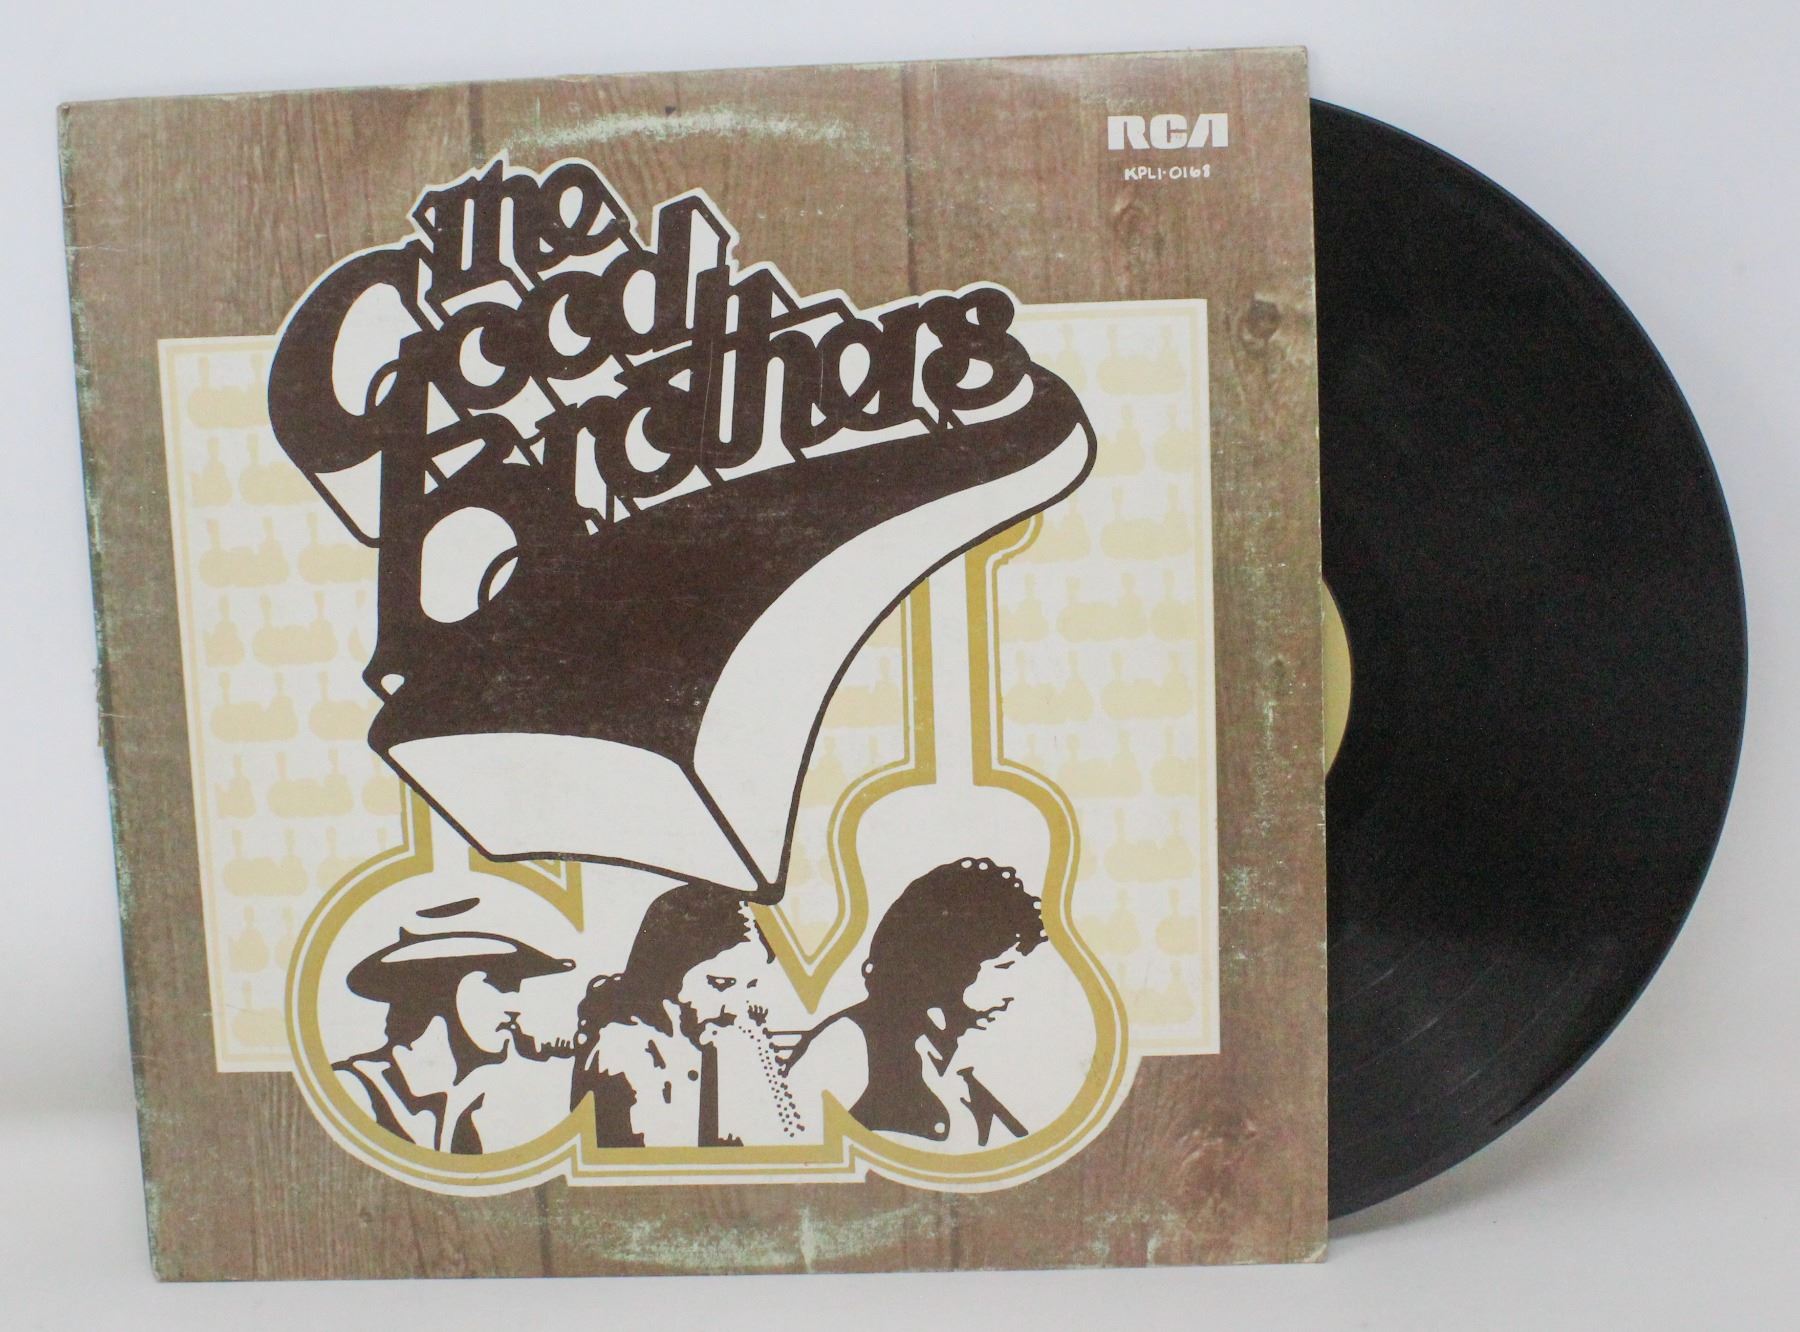 RCA
KPL1-0168
The
Good
Brothers